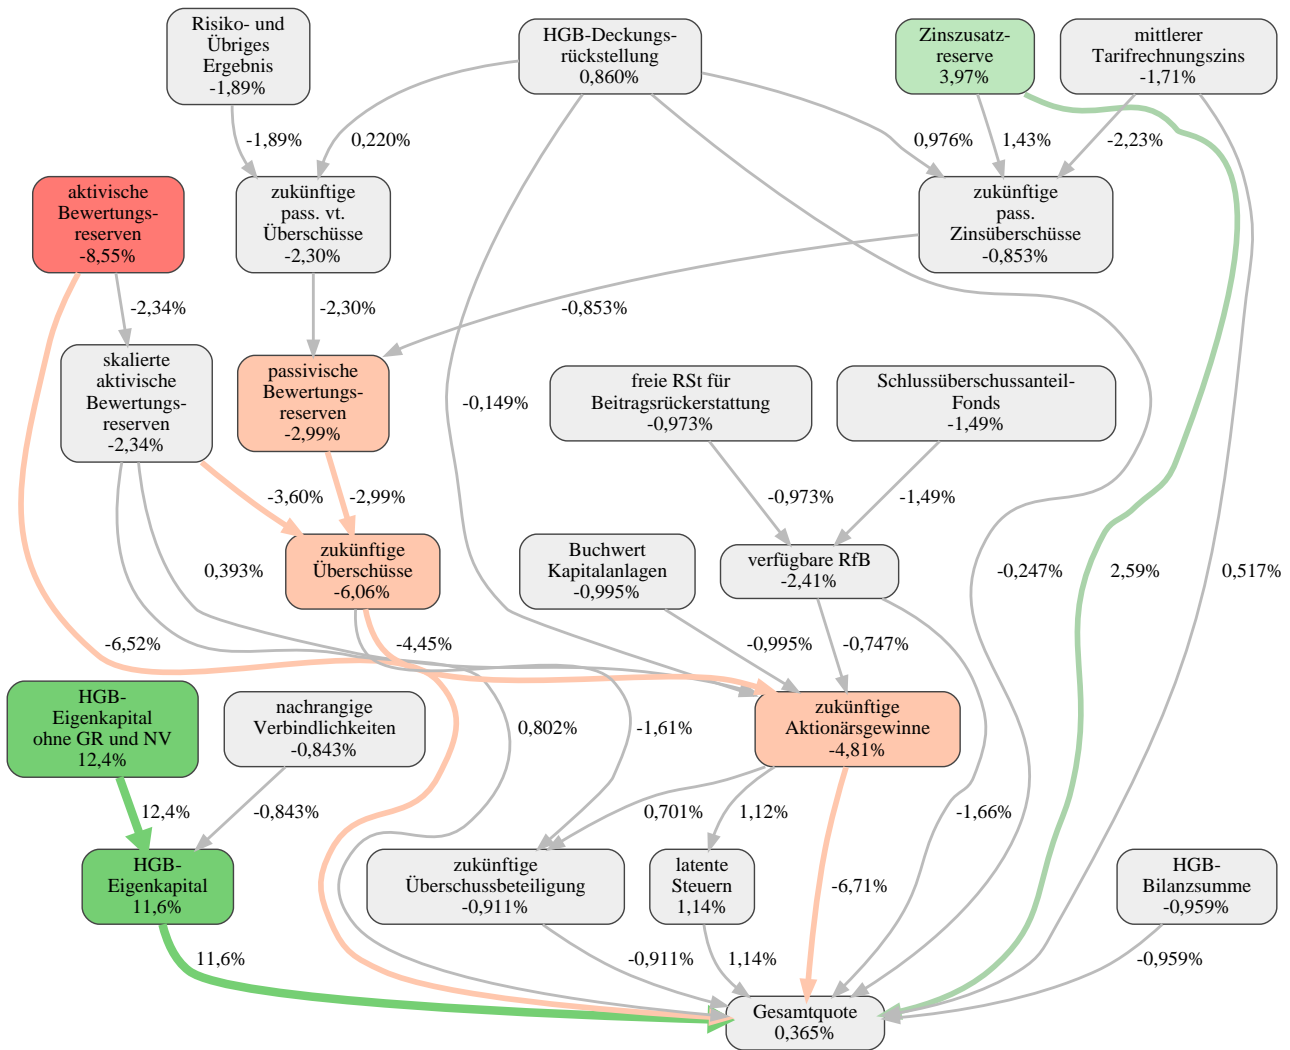 Risiko- und
Übriges
Ergebnis
-1,89%
HGB-Deckungs-
rückstellung
0,860%
Zinszusatz-
reserve
3,97%
mittlerer
Tarifrechnungszins
-1,71%
-1,89%
0,220%
0,976%
1,43%
-2,23%
aktivische
Bewertungs-
reserven
-8,55%
zukünftige
pass. vt.
Überschüsse
-2,30%
zukünftige
pass.
Zinsüberschüsse
-0,853%
-2,34%
-2,30%
-0,853%
skalierte
aktivische
Bewertungs-
reserven
-2,34%
passivische
Bewertungs-
reserven
-2,99%
-0,149%
freie RSt für
Beitragsrückerstattung
-0,973%
Schlussüberschussanteil-
Fonds
-1,49%
-3,60%
-2,99%
-0,973%
-1,49%
0,393%
zukünftige
Überschüsse
-6,06%
Buchwert
Kapitalanlagen
-0,995%
verfügbare RfB
-2,41%
-0,247%
2,59%
0,517%
-6,52%
-4,45%
-0,995%
-0,747%
HGB-
Eigenkapital
ohne GR und NV
12,4%
nachrangige
Verbindlichkeiten
-0,843%
0,802%
-1,61%
zukünftige
Aktionärsgewinne
-4,81%
12,4%
-0,843%
0,701%
1,12%
-1,66%
HGB-
Eigenkapital
11,6%
zukünftige
Überschussbeteiligung
-0,911%
latente
Steuern
1,14%
-6,71%
HGB-
Bilanzsumme
-0,959%
11,6%
-0,911%
1,14%
-0,959%
Gesamtquote
0,365%